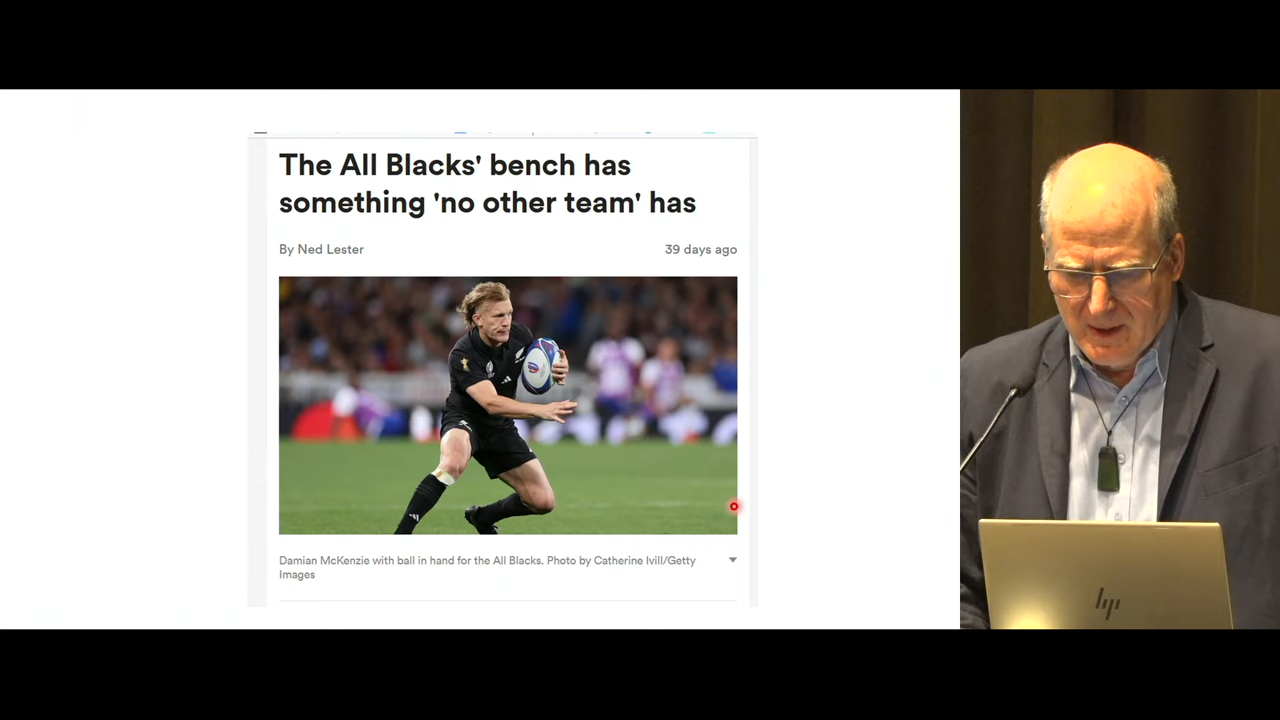 The All Blacks' bench has
something 'no other team' has
By Ned Lester
39 days ago
Damian McKenzie with ball in hand for the All Blacks. Photo by Catherine Ivill/Getty
Images
hp